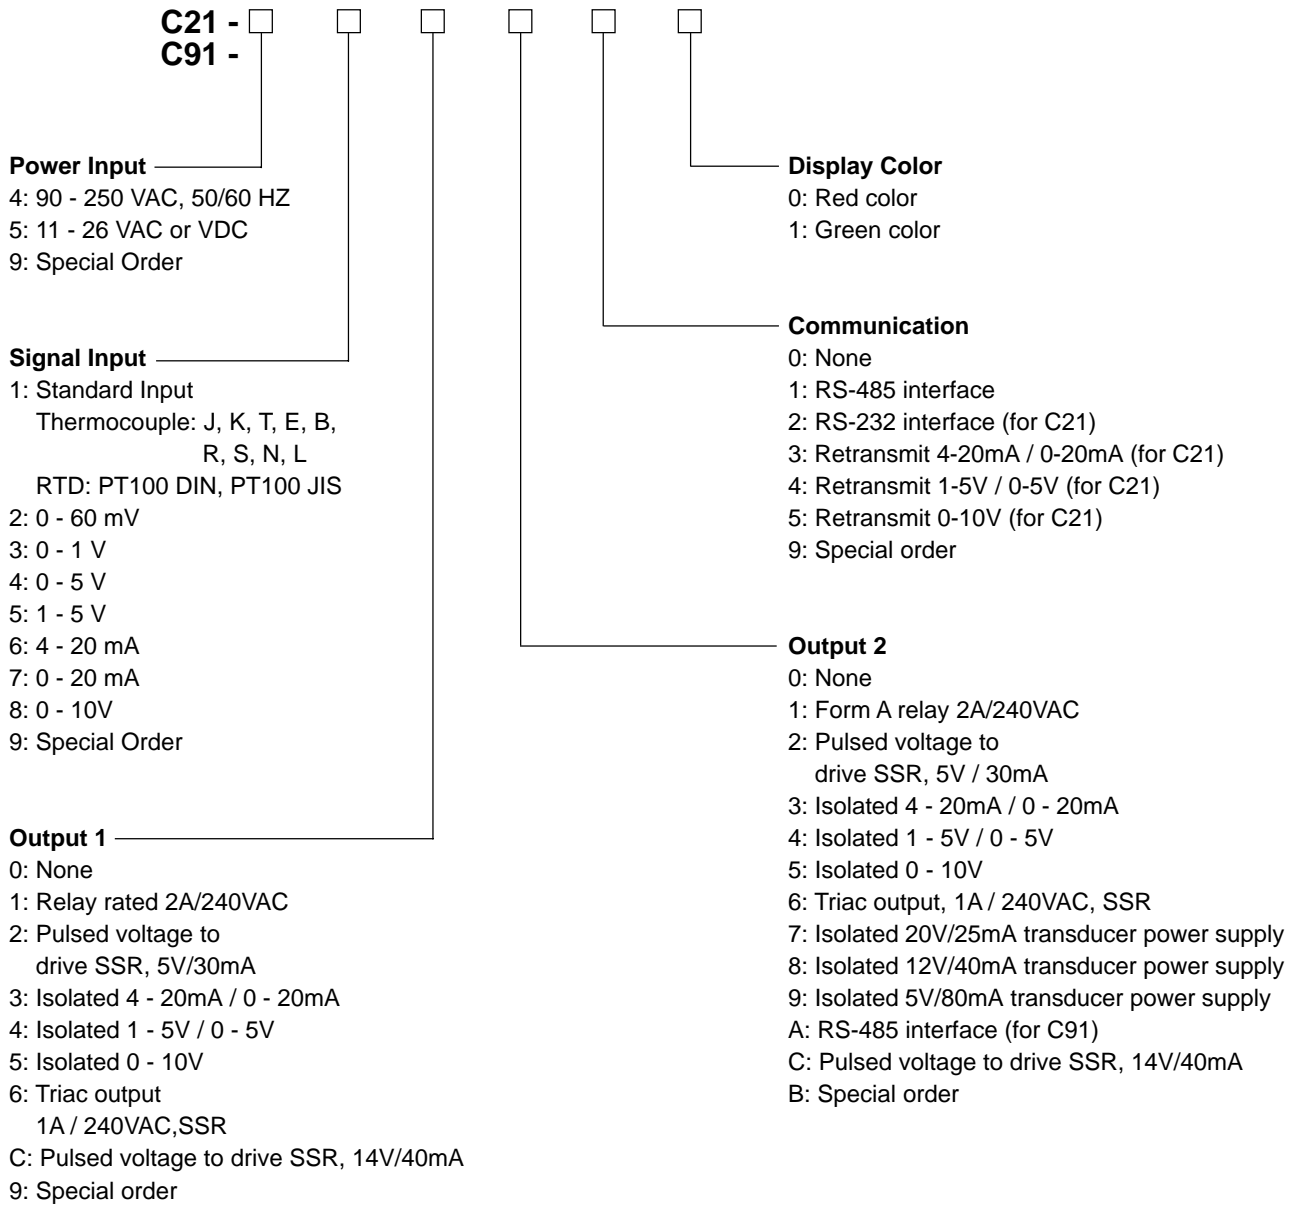 C21 -
C91 -
Power Input
4: 90 - 250 VAC, 50/60 HZ
5: 11 - 26 VAC or VDC
9: Special Order
Signal Input
1: Standard Input
Thermocouple: J, K, T, E, B,
R, S, N, L
RTD: PT100 DIN, PT100 JIS
2: 0 - 60 mV
3: 0 - 1 V
4: 0 - 5 V
5: 1 - 5 V
6: 4 - 20 mA
7: 0 - 20 mA
8: 0 - 10V
9: Special Order
Output 1
0: None
1: Relay rated 2A/240VAC
2: Pulsed voltage to
drive SSR, 5V/30mA
3: Isolated 4 - 20mA / 0 - 20mA
4: Isolated 1 - 5V / 0 - 5V
5: Isolated 0 - 10V
6: Triac output
1A / 240VAC,SSR
C: Pulsed voltage to drive SSR, 14V/40mA
9: Special order
Display Color
0: Red color
1: Green color
Communication
0: None
1: RS-485 interface
2: RS-232 interface (for C21)
3: Retransmit 4-20mA / 0-20mA (for C21)
4: Retransmit 1-5V / 0-5V (for C21)
5: Retransmit 0-10V (for C21)
9: Special order
Output 2
0: None
1: Form A relay 2A/240VAC
2: Pulsed voltage to
drive SSR, 5V / 30mA
3: Isolated 4 - 20mA / 0 - 20mA
4: Isolated 1 - 5V / 0 - 5V
5: Isolated 0 - 10V
6: Triac output, 1A / 240VAC, SSR
7: Isolated 20V/25mA transducer power supply
8: Isolated 12V/40mA transducer power supply
9: Isolated 5V/80mA transducer power supply
A: RS-485 interface (for C91)
C: Pulsed voltage to drive SSR, 14V/40mA
B: Special order